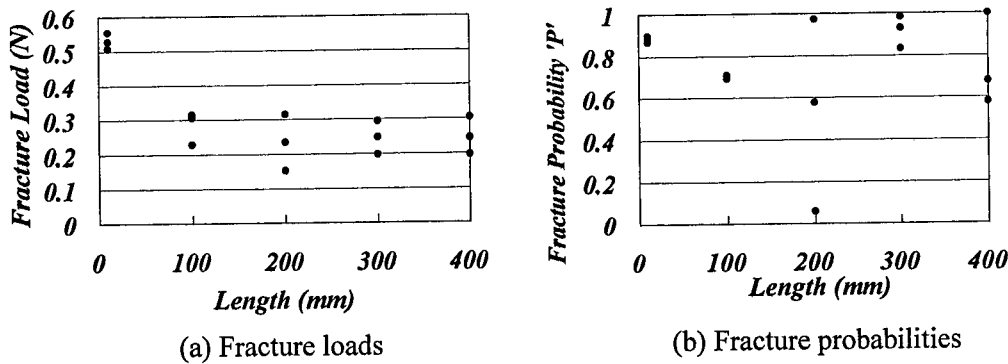 0.6
0.5
0.4
0.3
0.2
0.1
0
Fracture Load (N)
0 100 200 300 400
Length (mm)
(a) Fracture loads
1
0.8
0.6
0.4
0.2
0
Fracture Probability 'P'
0 100 200 300 400
Length (mm)
(b) Fracture probabilities